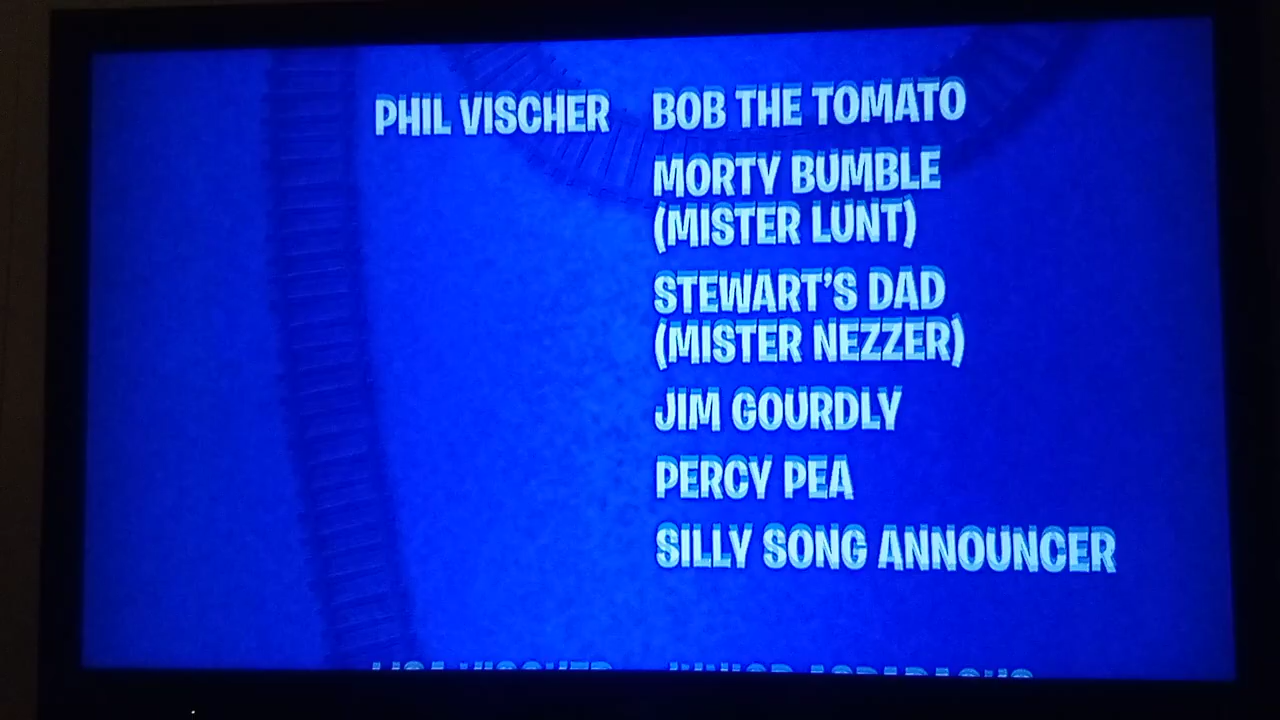 PHIL VISCHER BOB THE TOMATO
MORTY BUMBLE
(MISTER LUNT)
STEWART'S DAD
(MISTER NEZZER)
JIM GOURDLY
PERCY PEA
SILLY SONG ANNOUNCER